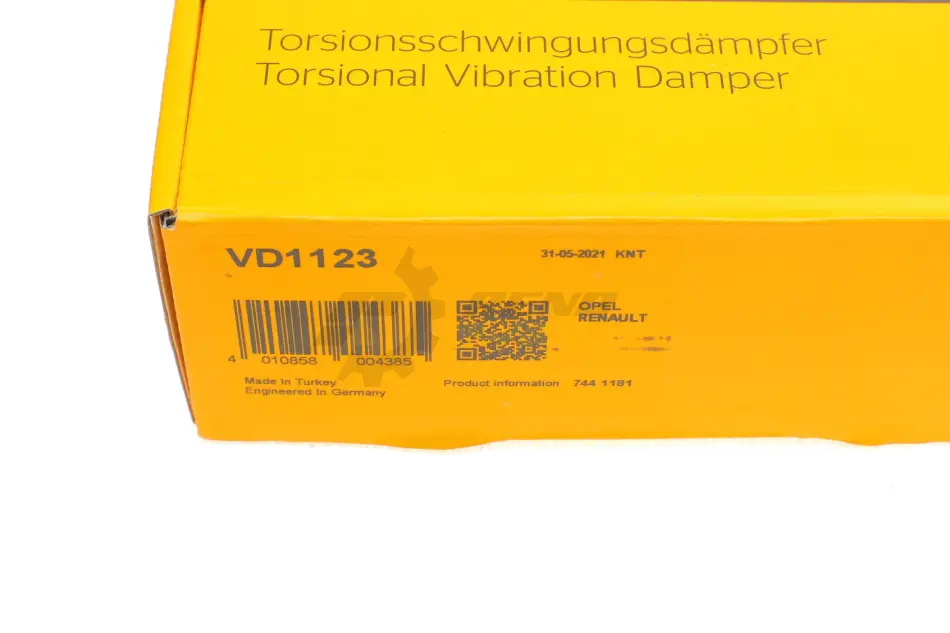 Torsionsschwingungsdämpfer
Torsional Vibration Damper
VD1123
31-05-2021 KNT
OPEL
RENAULT
4 010858 004385
Made in Turkey
Engineered in Germany
Product information 744 1181